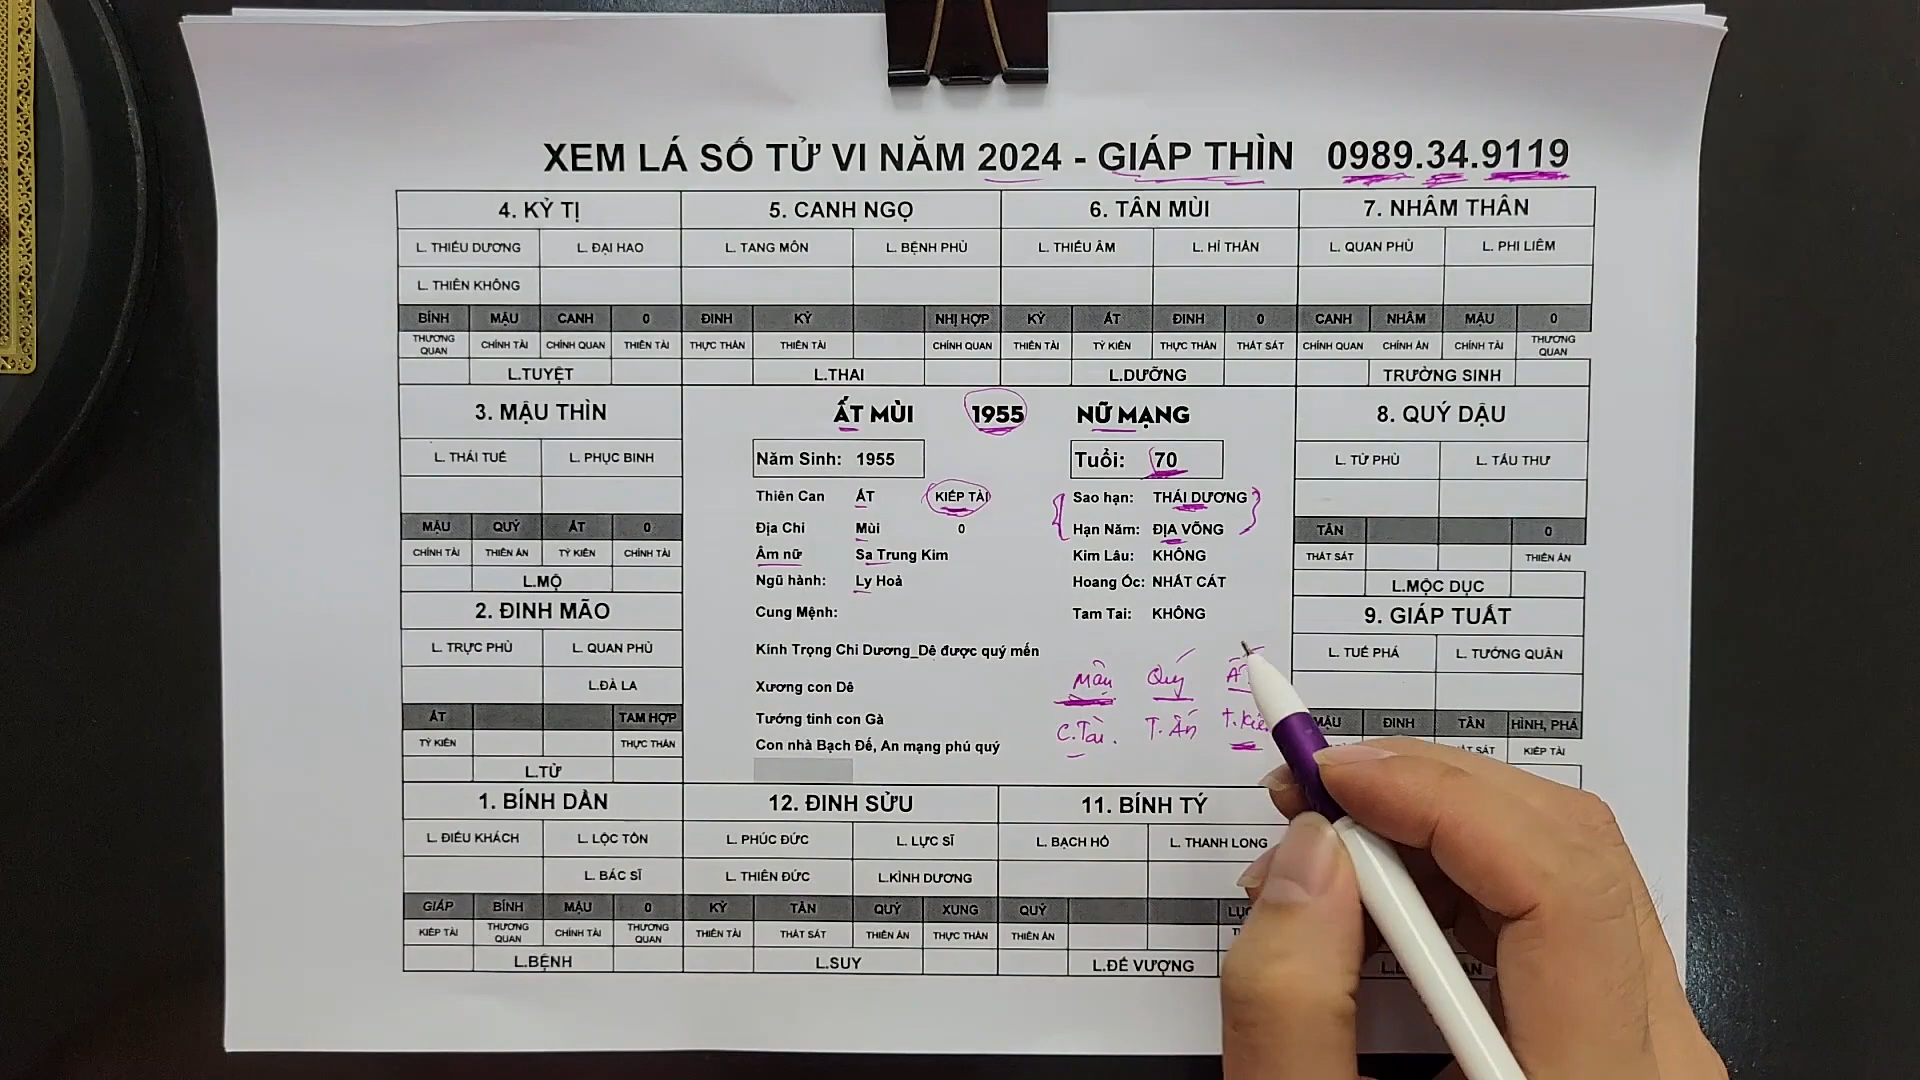 XEM LÁ SỐ TỬ VI NĂM 2024 - GIÁP THÌN 0989.34.9119
4. KỶ TỊ 5. CANH NGỌ 6. TÂN MÙI 7. NHÂM THÂN
L. THIẾU DƯƠNG L. ĐẠI HAO L. TANG MÔN L. BỆNH PHÙ L. THIẾU ÂM L. HỈ THẦN L. QUAN PHÙ L. PHI LIÊM
L. THIÊN KHÔNG
BÍNH MẬU CANH 0 ĐINH KỶ NHỊ HỢP KỶ ẤT ĐINH 0 CANH NHÂM MẬU 0
THƯƠNG QUAN CHÍNH TÀI CHÍNH QUAN THIÊN TÀI THỰC THẦN THIÊN TÀI CHÍNH QUAN THIÊN TÀI TỶ KIÊN THỰC THẦN THẤT SÁT CHÍNH QUAN CHÍNH ẤN CHÍNH TÀI THƯƠNG QUAN
L.TUYỆT L.THAI L.DƯỠNG TRƯỜNG SINH
3. MẬU THÌN ẤT MÙI 1955 NỮ MẠNG 8. QUÝ DẬU
L. THÁI TUẾ L. PHỤC BINH Năm Sinh: 1955 Tuổi: 70 L. TỬ PHÙ L. TẤU THƯ
Thiên Can ẤT KIẾP TÀI Sao hạn: THÁI DƯƠNG
MẬU QUÝ ẤT 0 Địa Chi Mùi 0 Hạn Năm: ĐỊA VÕNG TÂN 0
CHÍNH TÀI THIÊN ẤN TỶ KIÊN CHÍNH TÀI Âm nữ Sa Trung Kim Kim Lâu: KHÔNG THẤT SÁT THIÊN ẤN
L.MỘ Ngũ hành: Ly Hoả Hoang Ốc: NHẤT CÁT L.MỘC DỤC
2. ĐINH MÃO Cung Mệnh: Tam Tai: KHÔNG 9. GIÁP TUẤT
L. TRỰC PHÙ L. QUAN PHỦ Kính Trọng Chi Dương_Dê được quý mến L. TUẾ PHÁ L. TƯỚNG QUÂN
L.ĐÀ LA Xương con Dê Mậu Quý
ẤT TAM HỢP Tướng tinh con Gà C.Tài. T.Ấn MẬU ĐINH TÂN HÌNH, PHÁ
TỶ KIÊN THỰC THẦN Con nhà Bạch Đế, An mạng phú quý KIẾP TÀI
L.TỬ
1. BÍNH DẦN 12. ĐINH SỬU 11. BÍNH TÝ
L. ĐIẾU KHÁCH L. LỘC TỒN L. PHÚC ĐỨC L. LỰC SĨ L. BẠCH HỔ L. THANH LONG
L. BÁC SĨ L. THIÊN ĐỨC L.KÌNH DƯƠNG
GIÁP BÍNH MẬU 0 KỶ TÂN QUÝ XUNG QUÝ
KIẾP TÀI THƯƠNG QUAN CHÍNH TÀI THƯƠNG QUAN THIÊN TÀI THẤT SÁT THIÊN ẤN THỰC THẦN THIÊN ẤN
L.BỆNH L.SUY L.ĐẾ VƯỢNG